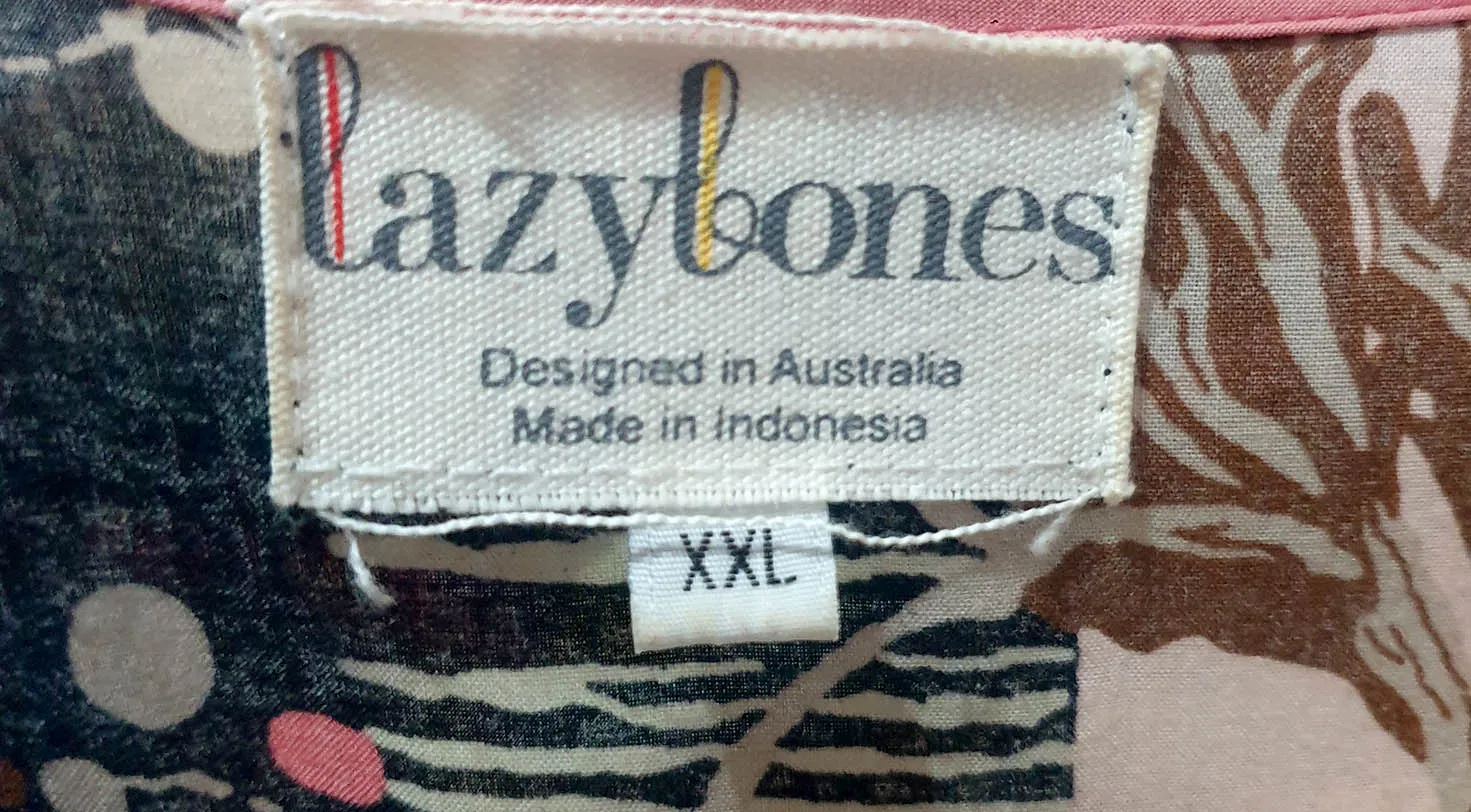 lazybones
Designed in Australia
Made in Indonesia
XXL